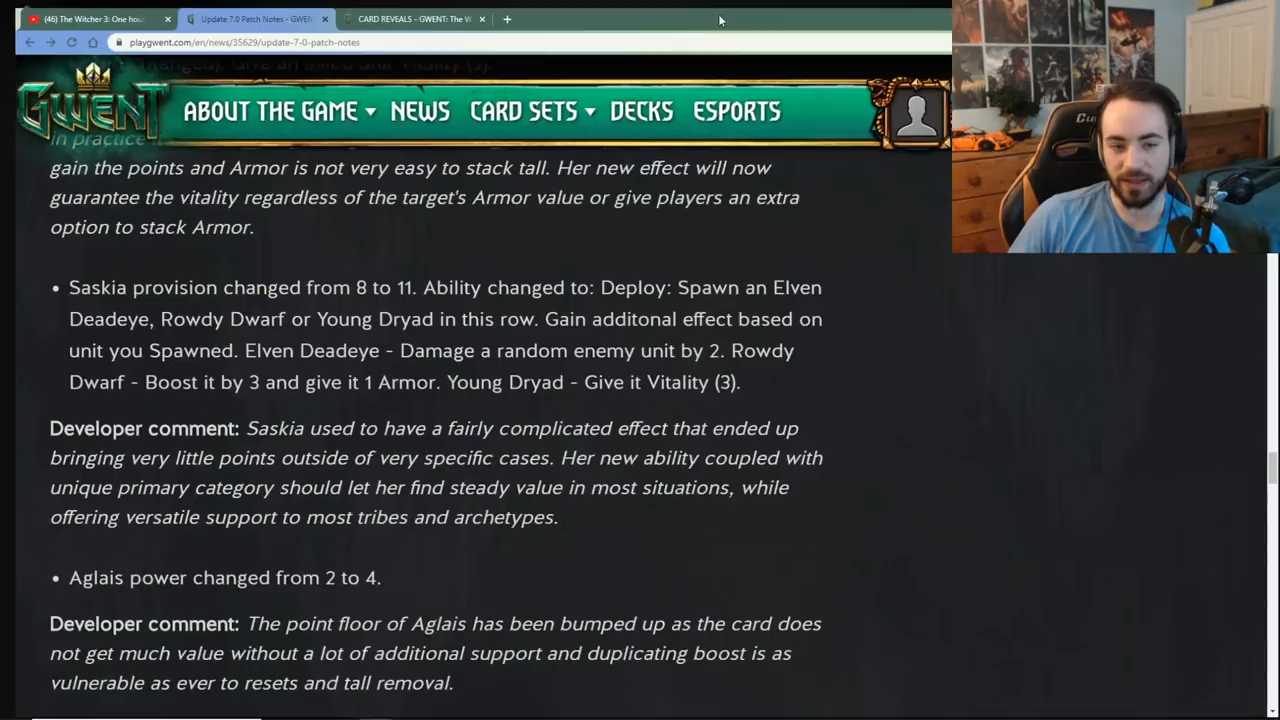 (46) The Witcher 3: One hou
Update 7.0 Patch Notes - GWEN
CARD REVEALS - GWENT: The W
playgwent.com/en/news/35629/update-7-0-patch-notes
GWENT
ABOUT THE GAME NEWS CARD SETS DECKS ESPORTS
in practice
gain the points and Armor is not very easy to stack tall. Her new effect will now
guarantee the vitality regardless of the target's Armor value or give players an extra
option to stack Armor.
• Saskia provision changed from 8 to 11. Ability changed to: Deploy: Spawn an Elven
Deadeye, Rowdy Dwarf or Young Dryad in this row. Gain additonal effect based on
unit you Spawned. Elven Deadeye - Damage a random enemy unit by 2. Rowdy
Dwarf - Boost it by 3 and give it 1 Armor. Young Dryad - Give it Vitality (3).
Developer comment: Saskia used to have a fairly complicated effect that ended up
bringing very little points outside of very specific cases. Her new ability coupled with
unique primary category should let her find steady value in most situations, while
offering versatile support to most tribes and archetypes.
• Aglais power changed from 2 to 4.
Developer comment: The point floor of Aglais has been bumped up as the card does
not get much value without a lot of additional support and duplicating boost is as
vulnerable as ever to resets and tall removal.